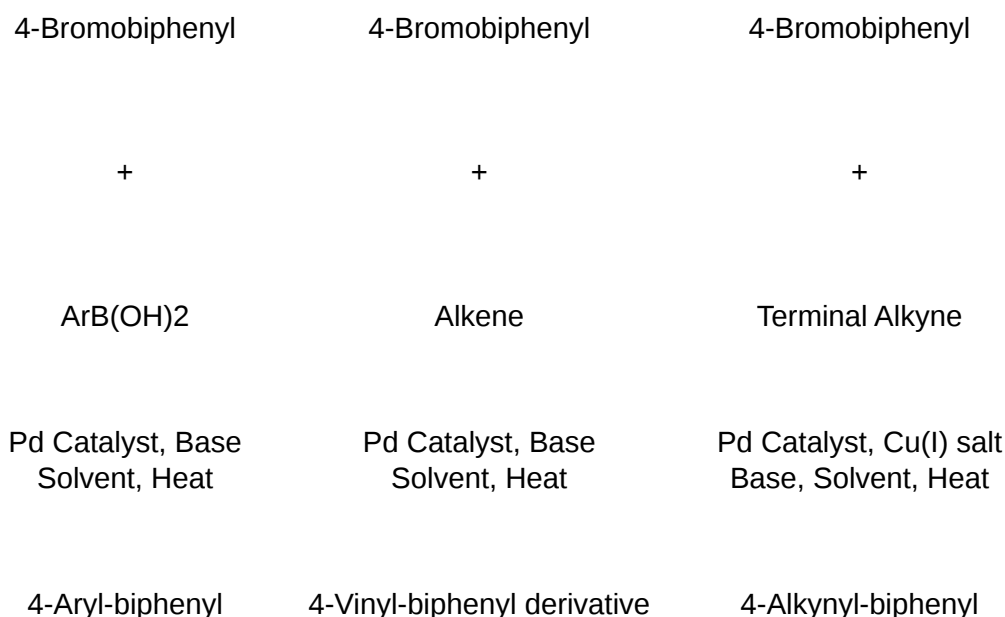 4-Bromobiphenyl
4-Bromobiphenyl
4-Bromobiphenyl
+
+
+
ArB(OH)2
Alkene
Terminal Alkyne
Pd Catalyst, Base
Solvent, Heat
Pd Catalyst, Base
Solvent, Heat
Pd Catalyst, Cu(I) salt
Base, Solvent, Heat
4-Aryl-biphenyl
4-Vinyl-biphenyl derivative
4-Alkynyl-biphenyl